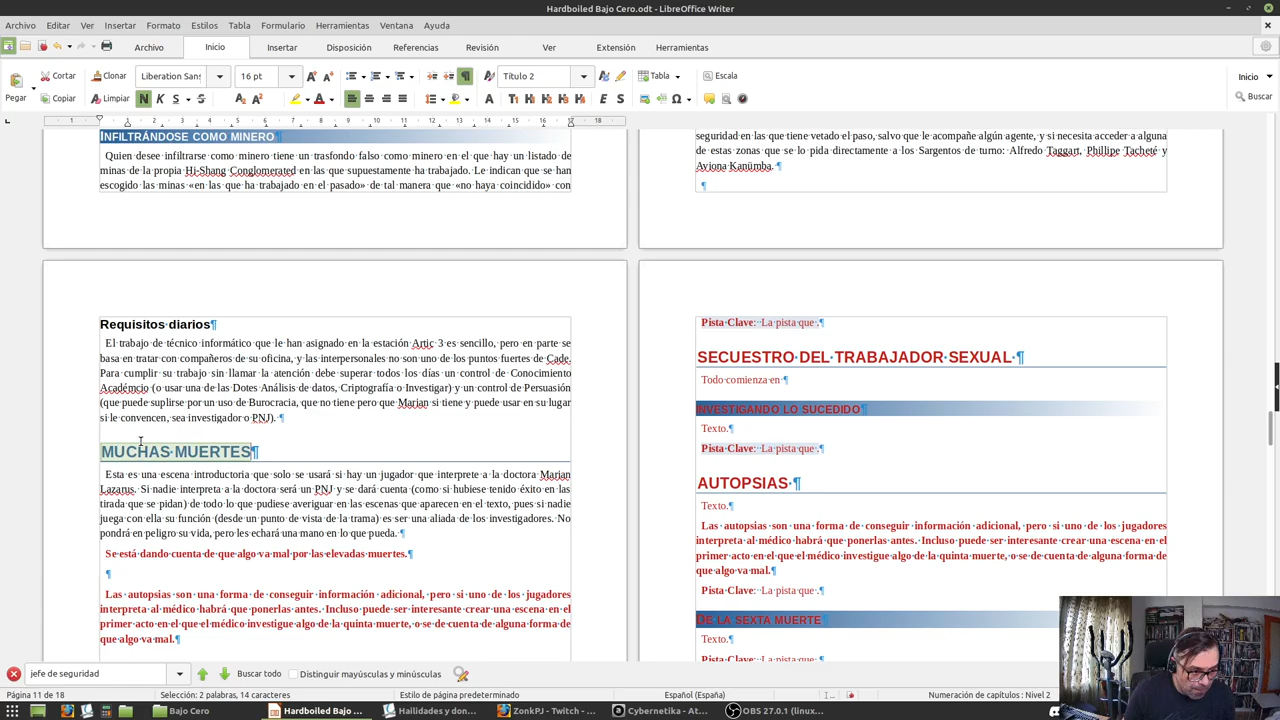 Hardboiled Bajo Cero.odt - LibreOffice Writer
Archivo Editar Ver Insertar Formato Estilos Tabla Formulario Herramientas Ventana Ayuda
Archivo Inicio Insertar Disposición Referencias Revisión Ver Extensión Herramientas
Pegar Cortar Copiar Clonar Limpiar Liberation Sans 16 pt Título 2 Tabla Escala Inicio Buscar
INFILTRÁNDOSE COMO MINERO¶
Quien desee infiltrarse como minero tiene un trasfondo falso como minero en el que hay un listado de
minas de la propia Hi-Shang Conglomerated en las que supuestamente ha trabajado. Le indican que se han
escogido las minas «en las que ha trabajado en el pasado» de tal manera que «no haya coincidido» con
seguridad en las que tiene vetado el paso, salvo que le acompañe algún agente, y si necesita acceder a alguna
de estas zonas que se lo pida directamente a los Sargentos de turno: Alfredo Taggart, Phillipe Tacheté y
Aviona Kanümba. ¶
¶
Requisitos diarios¶
El trabajo de técnico informático que le han asignado en la estación Artic 3 es sencillo, pero en parte se
basa en tratar con compañeros de su oficina, y las interpersonales no son uno de los puntos fuertes de Cade.
Para cumplir su trabajo sin llamar la atención debe superar todos los días un control de Conocimiento
Académcio (o usar una de las Dotes Análisis de datos, Criptografía o Investigar) y un control de Persuasión
(que puede suplirse por un uso de Burocracia, que no tiene pero que Marian si tiene y puede usar en su lugar
si le convencen, sea investigador o PNJ). ¶
MUCHAS MUERTES¶
Esta es una escena introductoria que solo se usará si hay un jugador que interprete a la doctora Marian
Lazarus. Si nadie interpreta a la doctora será un PNJ y se dará cuenta (como si hubiese tenido éxito en las
tirada que se pidan) de todo lo que pudiese averiguar en las escenas que aparecen en el texto, pues si nadie
juega con ella su función (desde un punto de vista de la trama) es ser una aliada de los investigadores. No
pondrá en peligro su vida, pero les echará una mano en lo que pueda. ¶
Se está dando cuenta de que algo va mal por las elevadas muertes.¶
¶
Las autopsias son una forma de conseguir información adicional, pero si uno de los jugadores
interpreta al médico habrá que ponerlas antes. Incluso puede ser interesante crear una escena en el
primer acto en el que el médico investigue algo de la quinta muerte, o se de cuenta de alguna forma de
que algo va mal.¶
Pista Clave: La pista que .¶
SECUESTRO DEL TRABAJADOR SEXUAL ¶
Todo comienza en ¶
INVESTIGANDO LO SUCEDIDO¶
Texto.¶
Pista Clave: La pista que .¶
AUTOPSIAS ¶
Texto.¶
Las autopsias son una forma de conseguir información adicional, pero si uno de los jugadores
interpreta al médico habrá que ponerlas antes. Incluso puede ser interesante crear una escena en el
primer acto en el que el médico investigue algo de la quinta muerte, o se de cuenta de alguna forma de
que algo va mal.¶
Pista Clave: La pista que .¶
DE LA SEXTA MUERTE¶
Texto.¶
Pista Clave: La pista que .¶
jefe de seguridad Buscar todo Distinguir mayúsculas y minúsculas
Página 11 de 18 Selección: 2 palabras, 14 caracteres Estilo de página predeterminado Español (España) Numeración de capítulos : Nivel 2
Bajo Cero Hardboiled Bajo ... Hailidades y don... ZonkPJ - Twitch - ... Cybernetika - At... OBS 27.0.1 (linux...